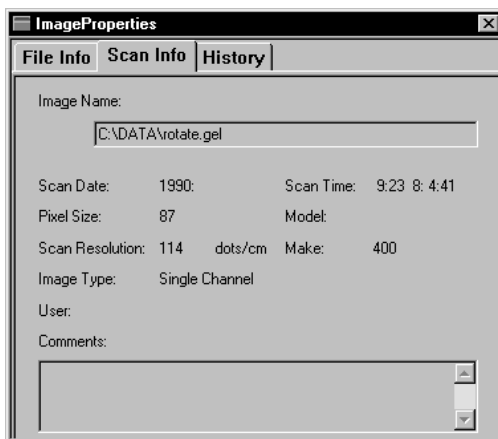 ImageProperties
File Info Scan Info History
Image Name:
C:\DATA\rotate.gel
Scan Date: 1990: Scan Time: 9:23 8: 4:41
Pixel Size: 87 Model:
Scan Resolution: 114 dots/cm Make: 400
Image Type: Single Channel
User:
Comments: